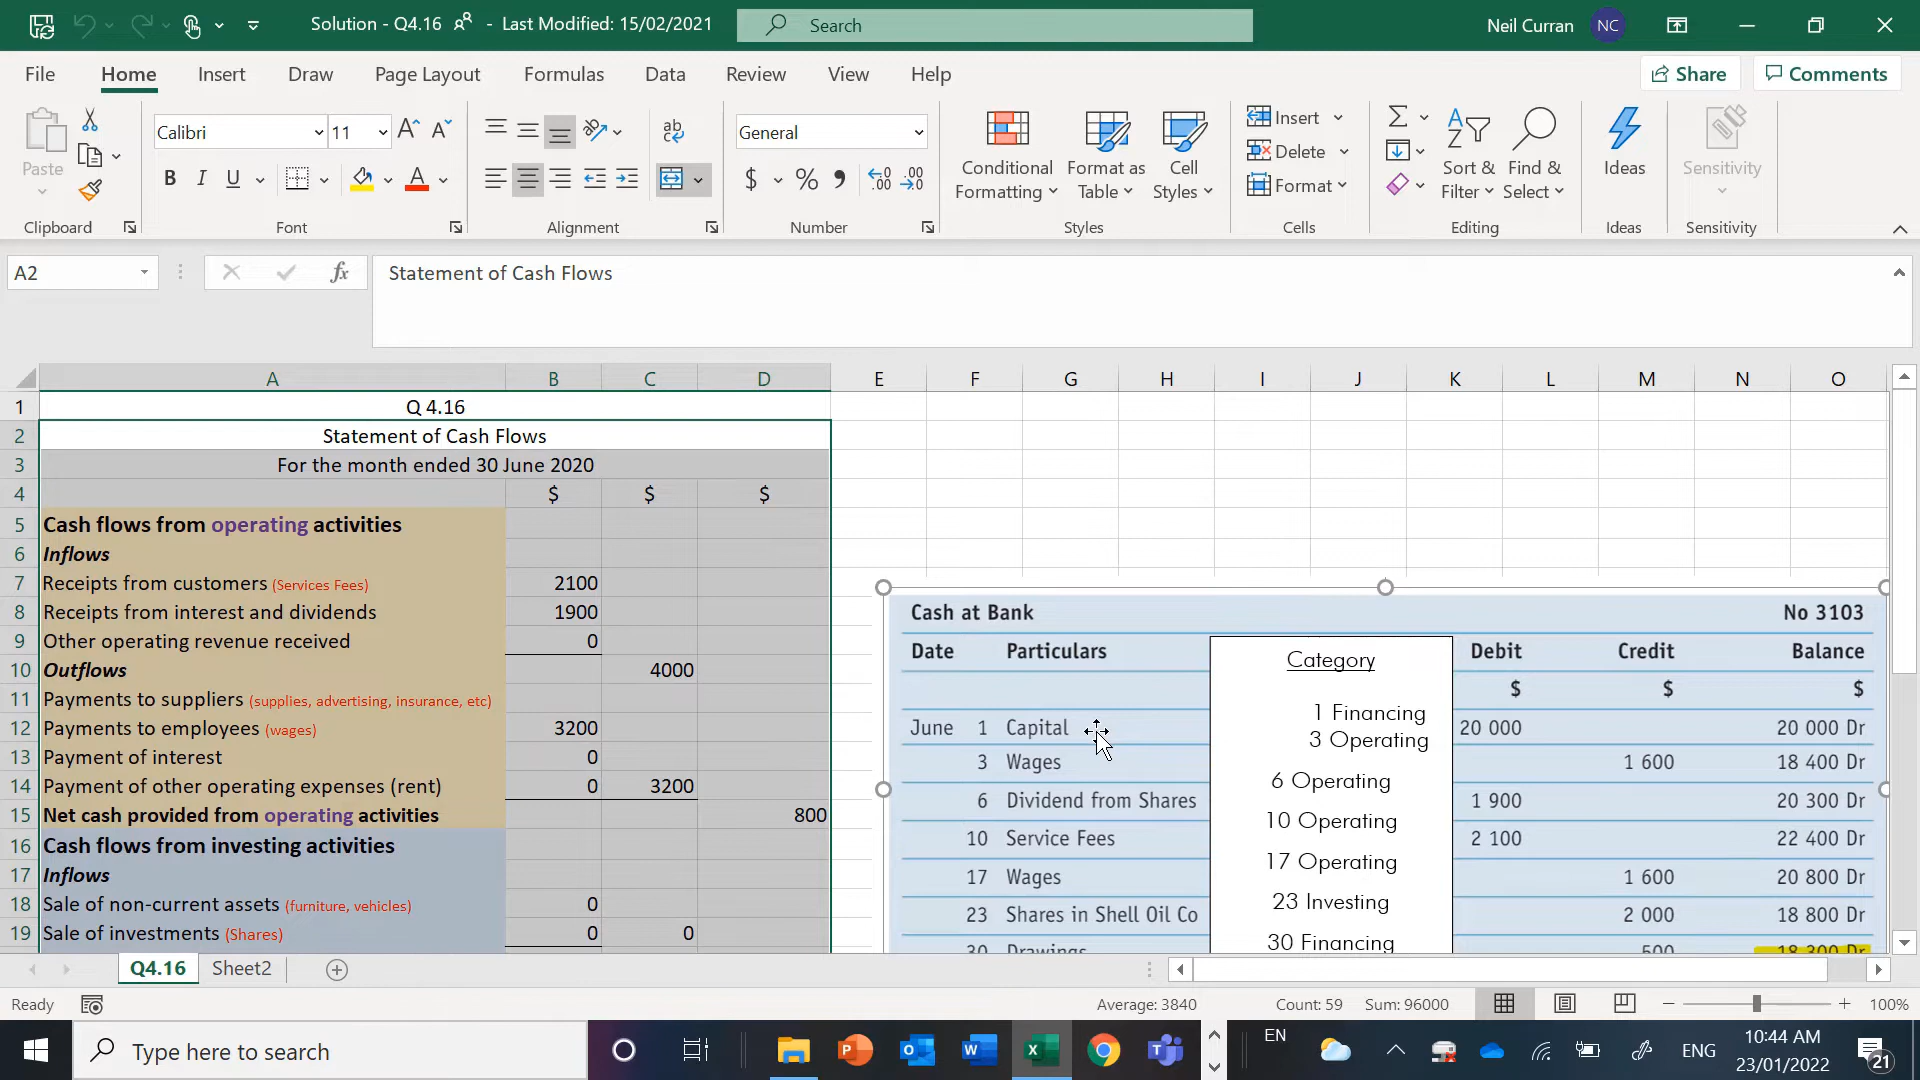 Solution - Q4.16 - Last Modified: 15/02/2021
Search
Neil Curran NC
File Home Insert Draw Page Layout Formulas Data Review View Help
Share Comments
Paste
Calibri 11
B I U
General
$ % 9
Conditional Formatting
Format as Table
Cell Styles
Insert
Delete
Format
Sort & Filter
Find & Select
Ideas
Sensitivity
Clipboard Font Alignment Number Styles Cells Editing Ideas Sensitivity
A2 fx Statement of Cash Flows
A B C D E F G H I J K L M N O
1 Q 4.16
2 Statement of Cash Flows
3 For the month ended 30 June 2020
4 $ $ $
5 Cash flows from operating activities
6 Inflows
7 Receipts from customers (Services Fees) 2100
8 Receipts from interest and dividends 1900
9 Other operating revenue received 0
10 Outflows 4000
11 Payments to suppliers (supplies, advertising, insurance, etc)
12 Payments to employees (wages) 3200
13 Payment of interest 0
14 Payment of other operating expenses (rent) 0 3200
15 Net cash provided from operating activities 800
16 Cash flows from investing activities
17 Inflows
18 Sale of non-current assets (furniture, vehicles) 0
19 Sale of investments (Shares) 0 0
Cash at Bank No 3103
Date Particulars Debit Credit Balance
$ $ $
June 1 Capital 20 000 20 000 Dr
3 Wages 1 600 18 400 Dr
6 Dividend from Shares 1 900 20 300 Dr
10 Service Fees 2 100 22 400 Dr
17 Wages 1 600 20 800 Dr
23 Shares in Shell Oil Co 2 000 18 800 Dr
30 Drawings 500 18 300 Dr
Category
1 Financing
3 Operating
6 Operating
10 Operating
17 Operating
23 Investing
30 Financing
Q4.16 Sheet2
Ready Average: 3840 Count: 59 Sum: 96000 100%
Type here to search
EN
ENG
10:44 AM
23/01/2022
21